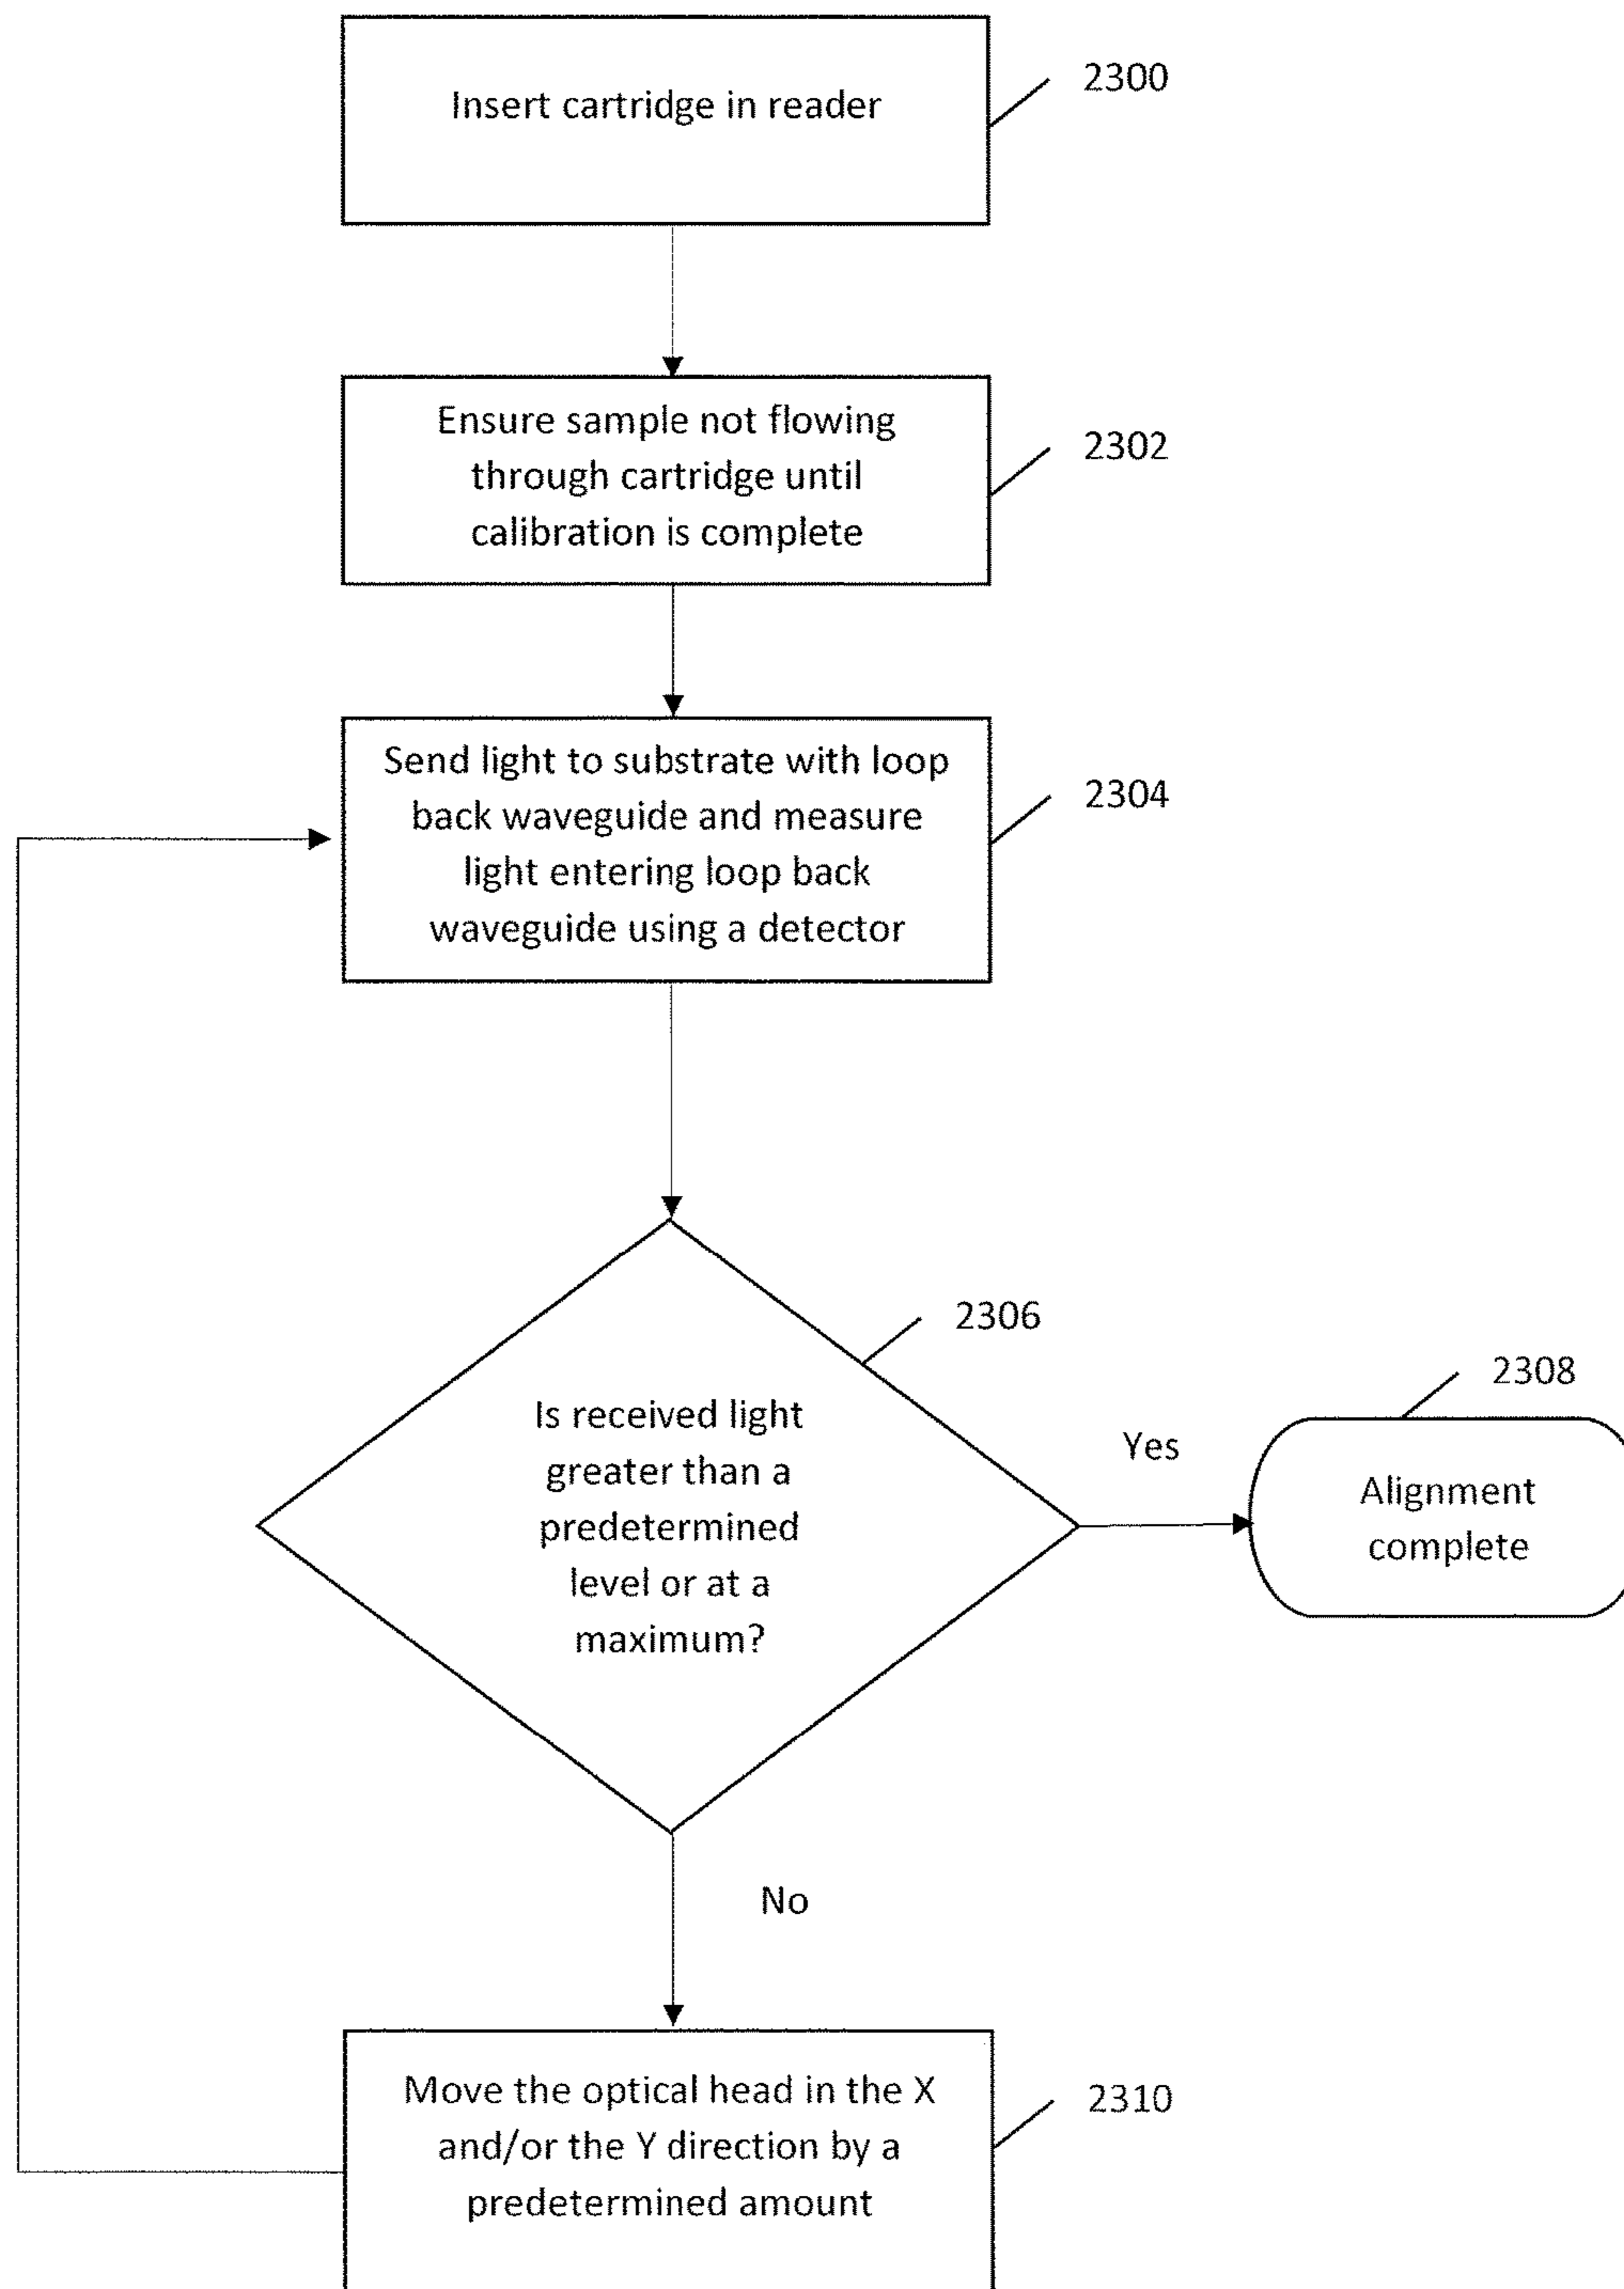 Insert cartridge in reader
2300
Ensure sample not flowing
through cartridge until
calibration is complete
2302
Send light to substrate with loop
back waveguide and measure
light entering loop back
waveguide using a detector
2304
Is received light
greater than a
predetermined
level or at a
maximum?
2306
Yes
2308
Alignment
complete
No
Move the optical head in the X
and/or the Y direction by a
predetermined amount
2310